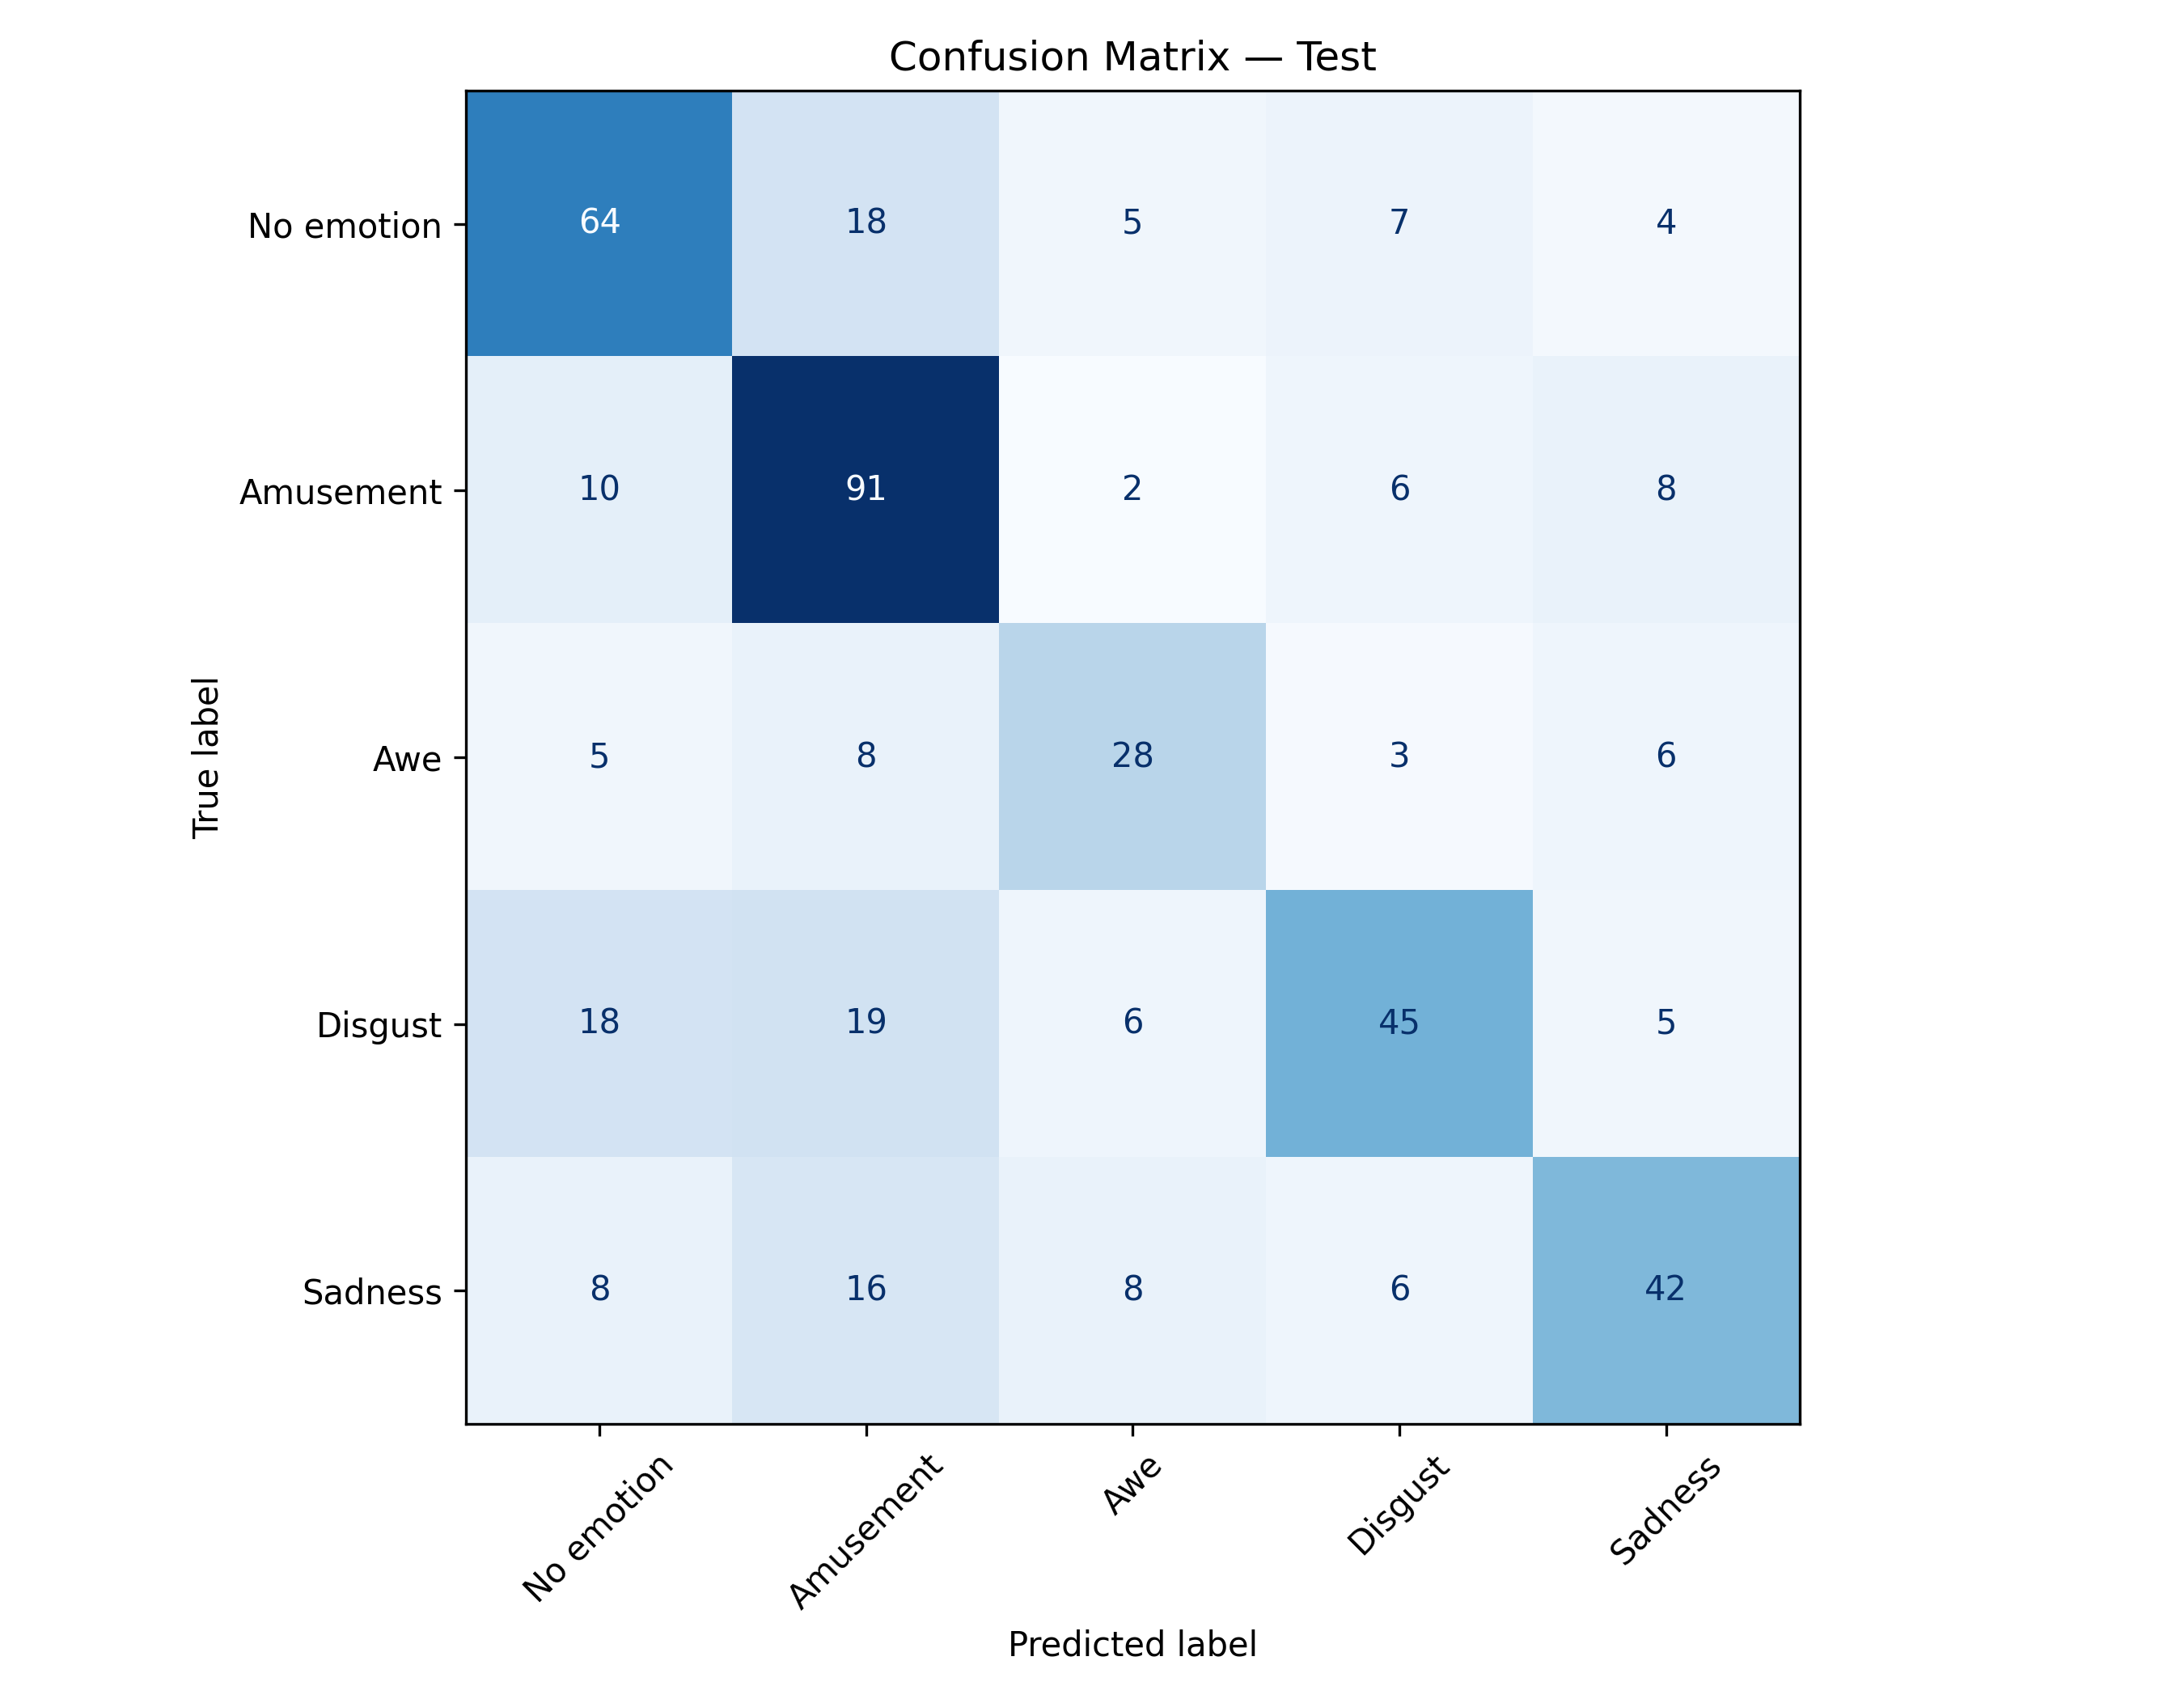 Confusion Matrix — Test
No emotion 64 18 5 7 4
Amusement 10 91 2 6 8
Awe 5 8 28 3 6
Disgust 18 19 6 45 5
Sadness 8 16 8 6 42
True label
No emotion Amusement Awe Disgust Sadness
Predicted label